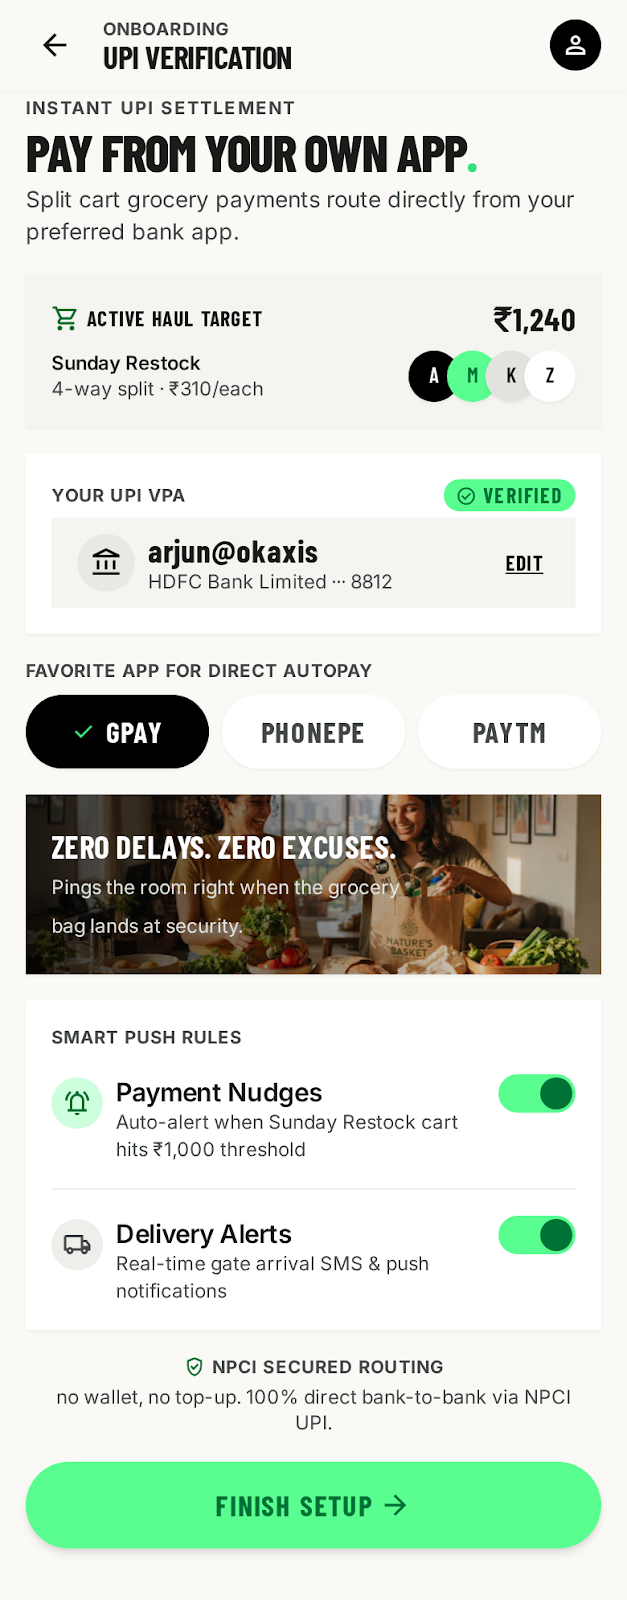 ONBOARDING
UPI VERIFICATION
INSTANT UPI SETTLEMENT
PAY FROM YOUR OWN APP.
Split cart grocery payments route directly from your
preferred bank app.
ACTIVE HAUL TARGET
₹1,240
Sunday Restock
4-way split · ₹310/each
A M K Z
YOUR UPI VPA
VERIFIED
arjun@okaxis
HDFC Bank Limited ··· 8812
EDIT
FAVORITE APP FOR DIRECT AUTOPAY
GPAY
PHONEPE
PAYTM
ZERO DELAYS. ZERO EXCUSES.
Pings the room right when the grocery
bag lands at security.
NATURE'S
BASKET
SMART PUSH RULES
Payment Nudges
Auto-alert when Sunday Restock cart
hits ₹1,000 threshold
Delivery Alerts
Real-time gate arrival SMS & push
notifications
NPCI SECURED ROUTING
no wallet, no top-up. 100% direct bank-to-bank via NPCI
UPI.
FINISH SETUP